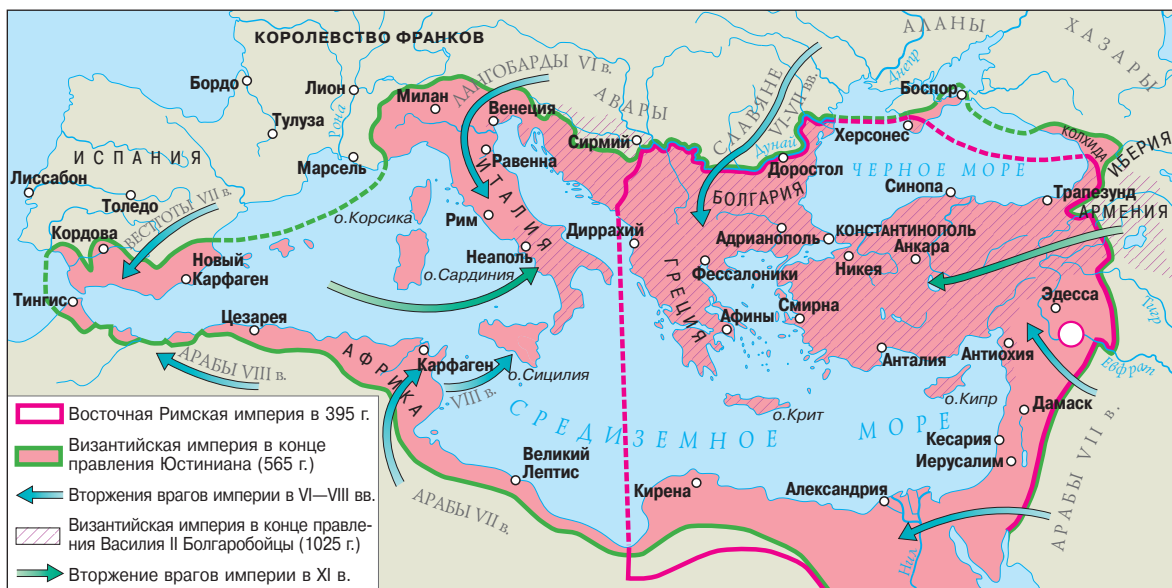 КОРОЛЕВСТВО ФРАНКОВ
АЛАНЫ
ХАЗАРЫ
Бордо
Лион
Рона
Тулуза
Марсель
Милан
ЛАНГОБАРДЫ VI в.
Венеция
АВАРЫ
СЛАВЯНЕ
VI-VII вв.
Днепр
Боспор
Херсонес
КОЛХИДА
ИБЕРИЯ
ИСПАНИЯ
Лиссабон
Толедо
ВЕСТГОТЫ VII в.
Кордова
Новый
Карфаген
Тингис
Равенна
ИТАЛИЯ
Рим
Неаполь
о.Корсика
о.Сардиния
Сирмий
Дунай
Доростол
БОЛГАРИЯ
ЧЕРНОЕ МОРЕ
Синопа
Трапезунд
АРМЕНИЯ
Диррахий
Адрианополь
КОНСТАНТИНОПОЛЬ
Анкара
Никея
Фессалоники
ГРЕЦИЯ
Смирна
Афины
Эдесса
Тигр
Анталия
Антиохия
Евфрат
Цезарея
АФРИКА
Карфаген
АРАБЫ VIII в.
VIII в.
о.Сицилия
СРЕДИЗЕМНОЕ МОРЕ
о.Крит
о.Кипр
Дамаск
Кесария
Иерусалим
АРАБЫ VII в.
Великий
Лептис
АРАБЫ VII в.
Кирена
Александрия
Нил
Восточная Римская империя в 395 г.
Византийская империя в конце
правления Юстиниана (565 г.)
Вторжения врагов империи в VI—VIII вв.
Византийская империя в конце правле-
ния Василия II Болгаробойцы (1025 г.)
Вторжение врагов империи в XI в.